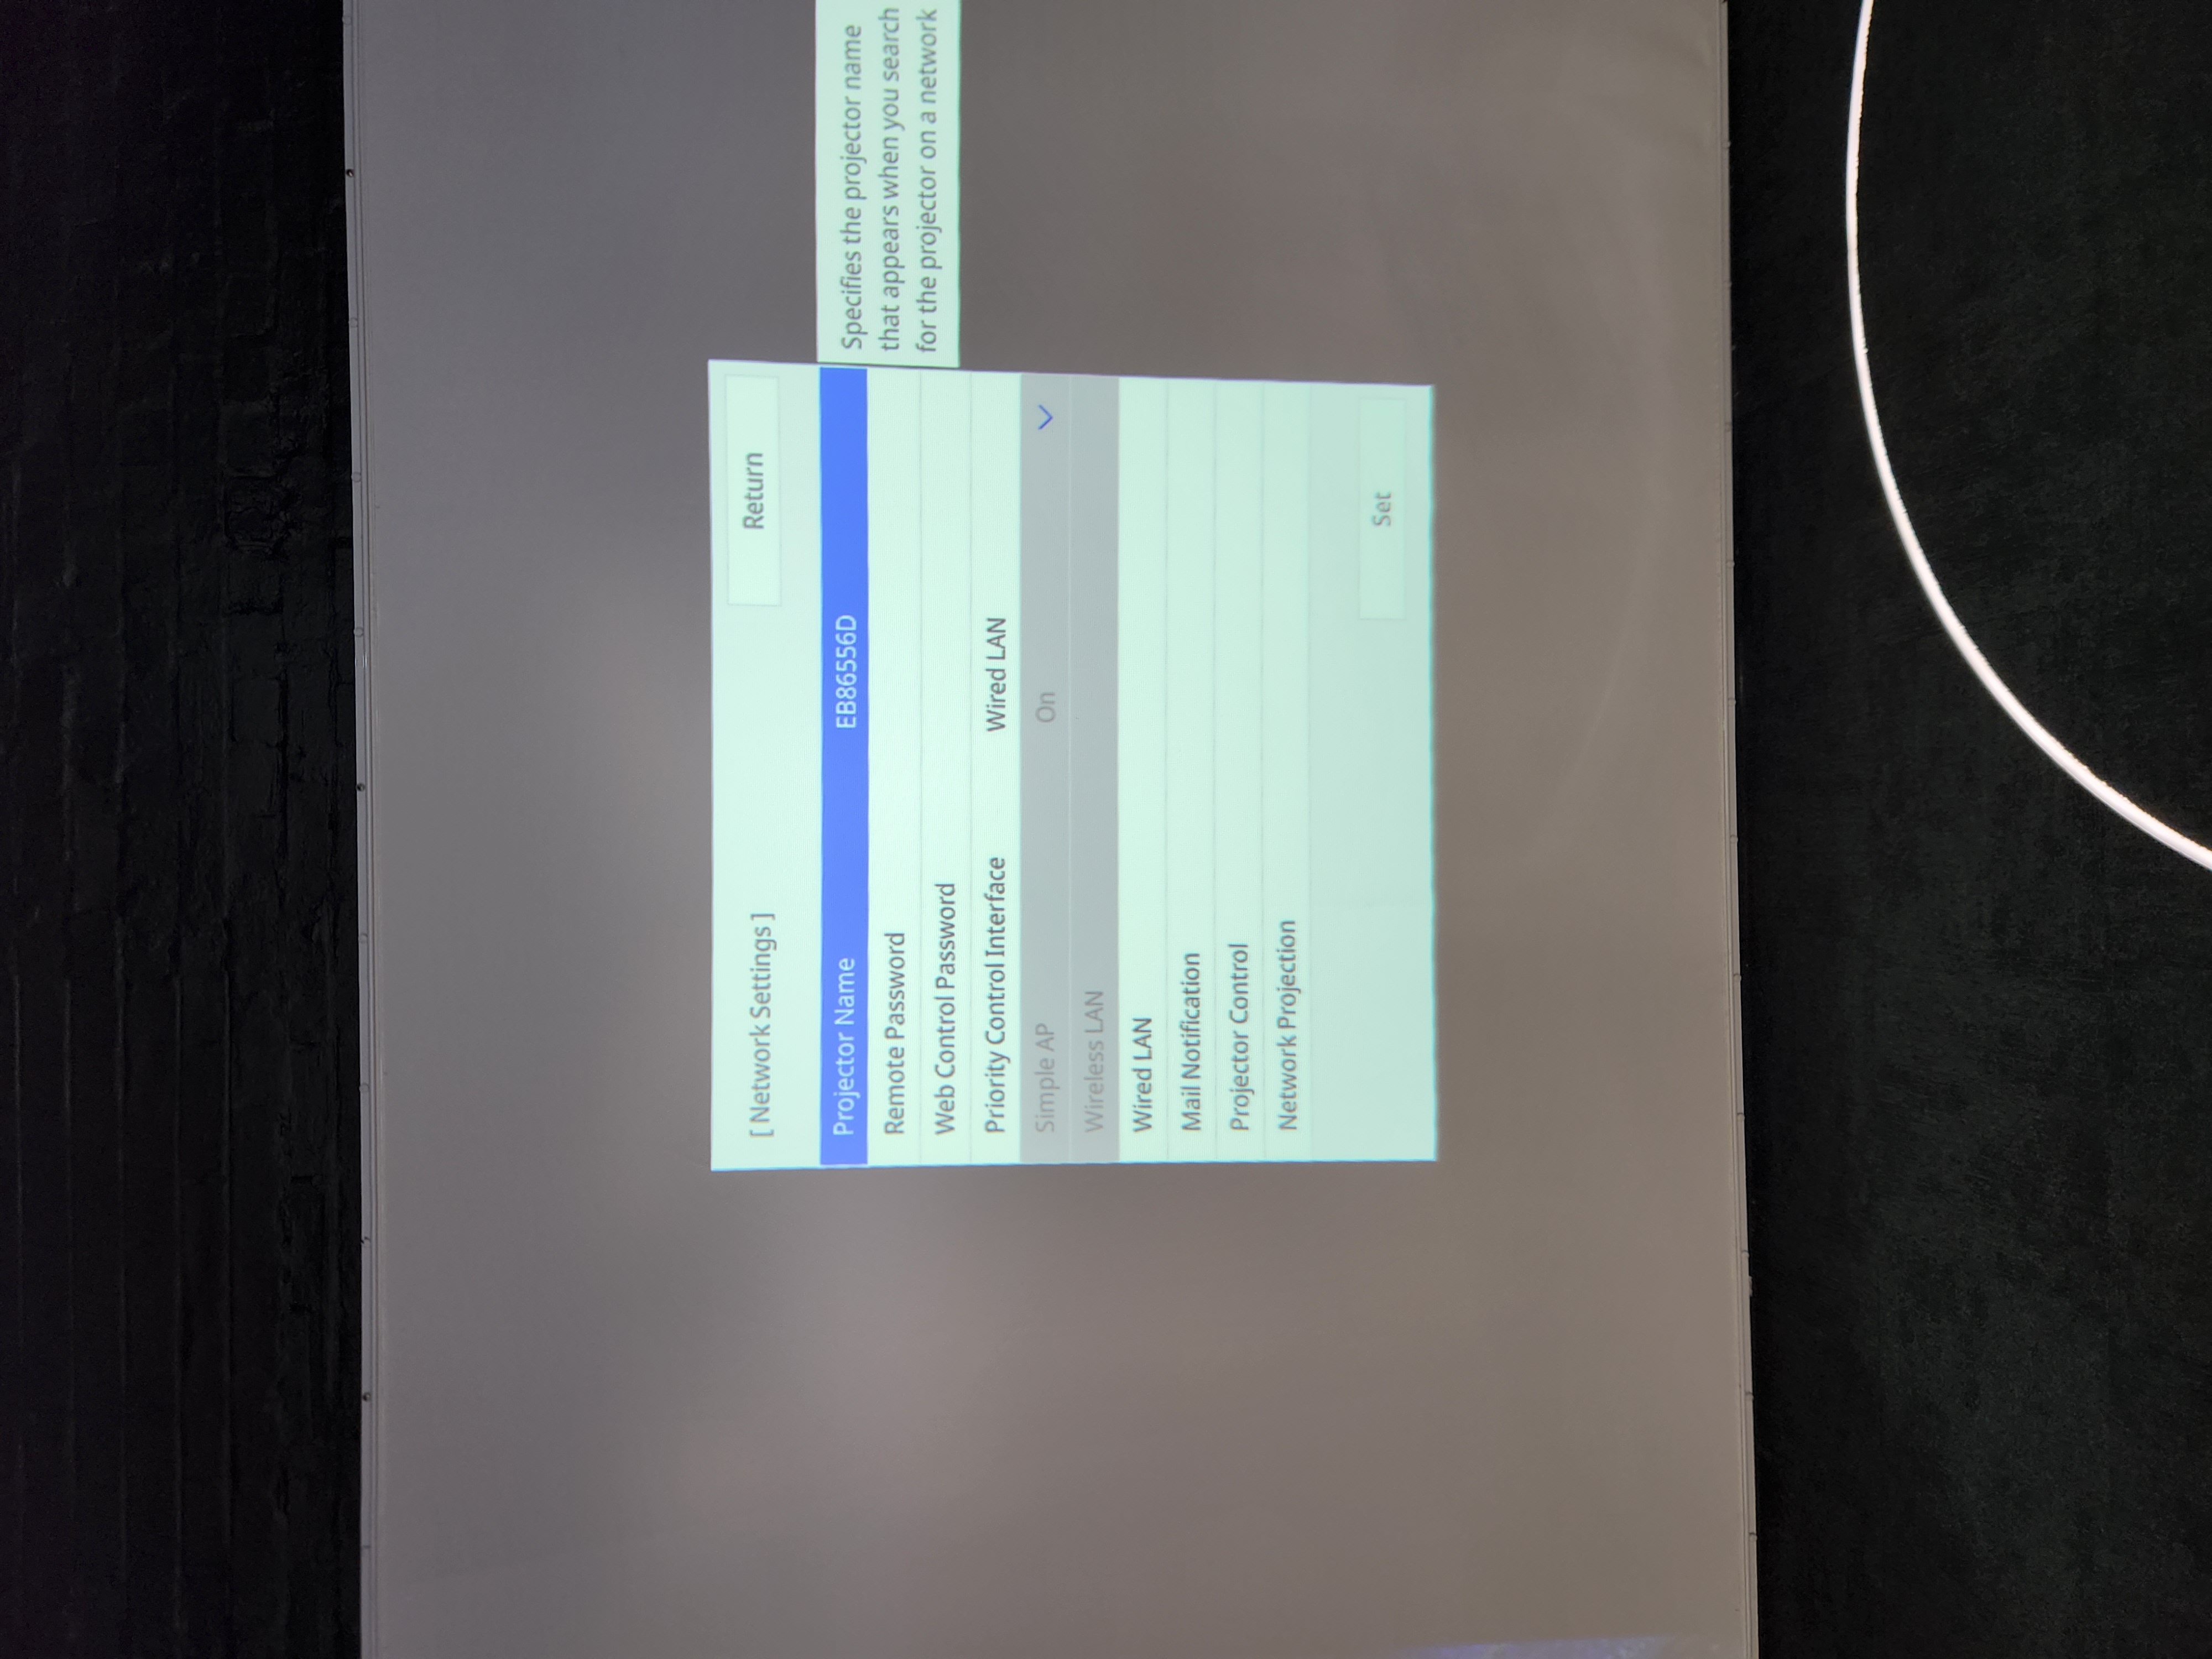 [ Network Settings ]
Return
Projector Name EB86556D
Specifies the projector name
that appears when you search
for the projector on a network
Remote Password
Web Control Password
Priority Control Interface Wired LAN
Simple AP On
Wireless LAN
Wired LAN
Mail Notification
Projector Control
Network Projection
Set